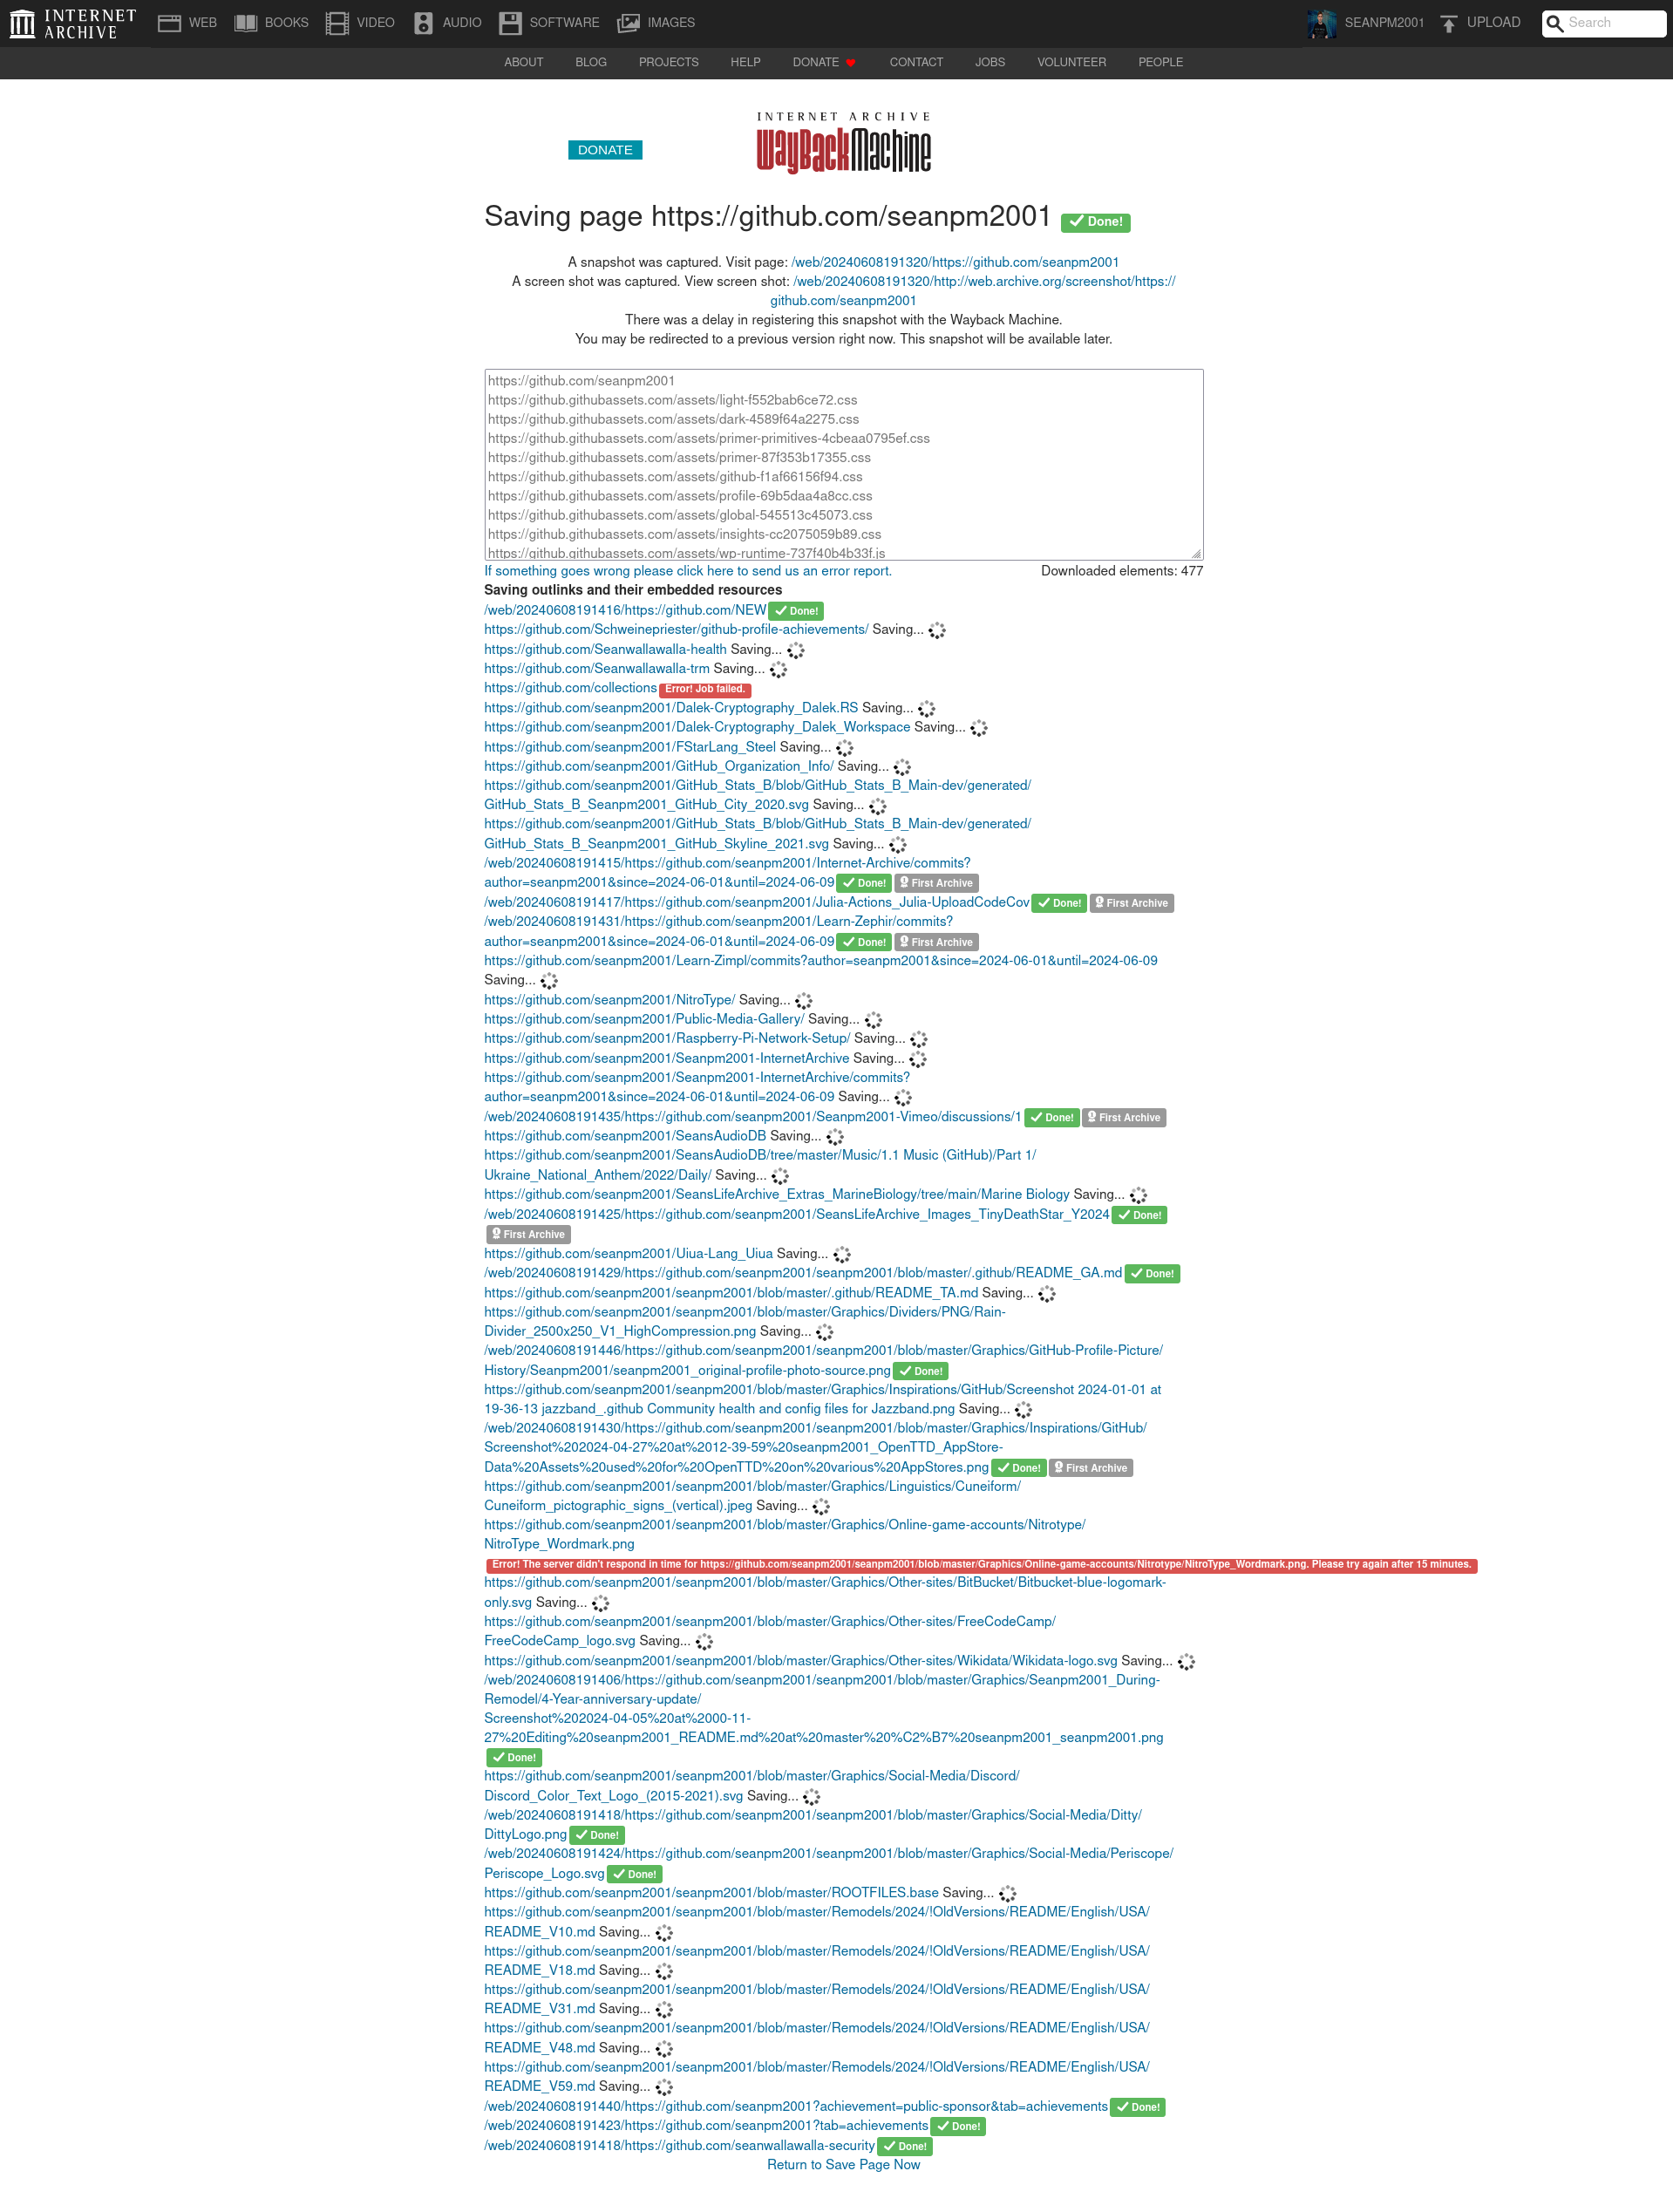 INTERNET ARCHIVE WEB BOOKS VIDEO AUDIO SOFTWARE IMAGES SEANPM2001 UPLOAD Search
ABOUT BLOG PROJECTS HELP DONATE CONTACT JOBS VOLUNTEER PEOPLE
INTERNET ARCHIVE
DONATE WayBack Machine
Saving page https://github.com/seanpm2001 Done!
A snapshot was captured. Visit page: /web/20240608191320/https://github.com/seanpm2001
A screen shot was captured. View screen shot: /web/20240608191320/http://web.archive.org/screenshot/https://
github.com/seanpm2001
There was a delay in registering this snapshot with the Wayback Machine.
You may be redirected to a previous version right now. This snapshot will be available later.
https://github.com/seanpm2001
https://github.githubassets.com/assets/light-f552bab6ce72.css
https://github.githubassets.com/assets/dark-4589f64a2275.css
https://github.githubassets.com/assets/primer-primitives-4cbeaa0795ef.css
https://github.githubassets.com/assets/primer-87f353b17355.css
https://github.githubassets.com/assets/github-f1af66156f94.css
https://github.githubassets.com/assets/profile-69b5daa4a8cc.css
https://github.githubassets.com/assets/global-545513c45073.css
https://github.githubassets.com/assets/insights-cc2075059b89.css
https://github.githubassets.com/assets/wp-runtime-737f40b4b33f.js
If something goes wrong please click here to send us an error report. Downloaded elements: 477
Saving outlinks and their embedded resources
/web/20240608191416/https://github.com/NEW Done!
https://github.com/Schweinepriester/github-profile-achievements/ Saving...
https://github.com/Seanwallawalla-health Saving...
https://github.com/Seanwallawalla-trm Saving...
https://github.com/collections Error! Job failed.
https://github.com/seanpm2001/Dalek-Cryptography_Dalek.RS Saving...
https://github.com/seanpm2001/Dalek-Cryptography_Dalek_Workspace Saving...
https://github.com/seanpm2001/FStarLang_Steel Saving...
https://github.com/seanpm2001/GitHub_Organization_Info/ Saving...
https://github.com/seanpm2001/GitHub_Stats_B/blob/GitHub_Stats_B_Main-dev/generated/
GitHub_Stats_B_Seanpm2001_GitHub_City_2020.svg Saving...
https://github.com/seanpm2001/GitHub_Stats_B/blob/GitHub_Stats_B_Main-dev/generated/
GitHub_Stats_B_Seanpm2001_GitHub_Skyline_2021.svg Saving...
/web/20240608191415/https://github.com/seanpm2001/Internet-Archive/commits?
author=seanpm2001&since=2024-06-01&until=2024-06-09 Done! First Archive
/web/20240608191417/https://github.com/seanpm2001/Julia-Actions_Julia-UploadCodeCov Done! First Archive
/web/20240608191431/https://github.com/seanpm2001/Learn-Zephir/commits?
author=seanpm2001&since=2024-06-01&until=2024-06-09 Done! First Archive
https://github.com/seanpm2001/Learn-Zimpl/commits?author=seanpm2001&since=2024-06-01&until=2024-06-09
Saving...
https://github.com/seanpm2001/NitroType/ Saving...
https://github.com/seanpm2001/Public-Media-Gallery/ Saving...
https://github.com/seanpm2001/Raspberry-Pi-Network-Setup/ Saving...
https://github.com/seanpm2001/Seanpm2001-InternetArchive Saving...
https://github.com/seanpm2001/Seanpm2001-InternetArchive/commits?
author=seanpm2001&since=2024-06-01&until=2024-06-09 Saving...
/web/20240608191435/https://github.com/seanpm2001/Seanpm2001-Vimeo/discussions/1 Done! First Archive
https://github.com/seanpm2001/SeansAudioDB Saving...
https://github.com/seanpm2001/SeansAudioDB/tree/master/Music/1.1 Music (GitHub)/Part 1/
Ukraine_National_Anthem/2022/Daily/ Saving...
https://github.com/seanpm2001/SeansLifeArchive_Extras_MarineBiology/tree/main/Marine Biology Saving...
/web/20240608191425/https://github.com/seanpm2001/SeansLifeArchive_Images_TinyDeathStar_Y2024 Done!
First Archive
https://github.com/seanpm2001/Uiua-Lang_Uiua Saving...
/web/20240608191429/https://github.com/seanpm2001/seanpm2001/blob/master/.github/README_GA.md Done!
https://github.com/seanpm2001/seanpm2001/blob/master/.github/README_TA.md Saving...
https://github.com/seanpm2001/seanpm2001/blob/master/Graphics/Dividers/PNG/Rain-
Divider_2500x250_V1_HighCompression.png Saving...
/web/20240608191446/https://github.com/seanpm2001/seanpm2001/blob/master/Graphics/GitHub-Profile-Picture/
History/Seanpm2001/seanpm2001_original-profile-photo-source.png Done!
https://github.com/seanpm2001/seanpm2001/blob/master/Graphics/Inspirations/GitHub/Screenshot 2024-01-01 at
19-36-13 jazzband_.github Community health and config files for Jazzband.png Saving...
/web/20240608191430/https://github.com/seanpm2001/seanpm2001/blob/master/Graphics/Inspirations/GitHub/
Screenshot%202024-04-27%20at%2012-39-59%20seanpm2001_OpenTTD_AppStore-
Data%20Assets%20used%20for%20OpenTTD%20on%20various%20AppStores.png Done! First Archive
https://github.com/seanpm2001/seanpm2001/blob/master/Graphics/Linguistics/Cuneiform/
Cuneiform_pictographic_signs_(vertical).jpeg Saving...
https://github.com/seanpm2001/seanpm2001/blob/master/Graphics/Online-game-accounts/Nitrotype/
NitroType_Wordmark.png
Error! The server didn't respond in time for https://github.com/seanpm2001/seanpm2001/blob/master/Graphics/Online-game-accounts/Nitrotype/NitroType_Wordmark.png. Please try again after 15 minutes.
https://github.com/seanpm2001/seanpm2001/blob/master/Graphics/Other-sites/BitBucket/Bitbucket-blue-logomark-
only.svg Saving...
https://github.com/seanpm2001/seanpm2001/blob/master/Graphics/Other-sites/FreeCodeCamp/
FreeCodeCamp_logo.svg Saving...
https://github.com/seanpm2001/seanpm2001/blob/master/Graphics/Other-sites/Wikidata/Wikidata-logo.svg Saving...
/web/20240608191406/https://github.com/seanpm2001/seanpm2001/blob/master/Graphics/Seanpm2001_During-
Remodel/4-Year-anniversary-update/
Screenshot%202024-04-05%20at%2000-11-
27%20Editing%20seanpm2001_README.md%20at%20master%20%C2%B7%20seanpm2001_seanpm2001.png
Done!
https://github.com/seanpm2001/seanpm2001/blob/master/Graphics/Social-Media/Discord/
Discord_Color_Text_Logo_(2015-2021).svg Saving...
/web/20240608191418/https://github.com/seanpm2001/seanpm2001/blob/master/Graphics/Social-Media/Ditty/
DittyLogo.png Done!
/web/20240608191424/https://github.com/seanpm2001/seanpm2001/blob/master/Graphics/Social-Media/Periscope/
Periscope_Logo.svg Done!
https://github.com/seanpm2001/seanpm2001/blob/master/ROOTFILES.base Saving...
https://github.com/seanpm2001/seanpm2001/blob/master/Remodels/2024/!OldVersions/README/English/USA/
README_V10.md Saving...
https://github.com/seanpm2001/seanpm2001/blob/master/Remodels/2024/!OldVersions/README/English/USA/
README_V18.md Saving...
https://github.com/seanpm2001/seanpm2001/blob/master/Remodels/2024/!OldVersions/README/English/USA/
README_V31.md Saving...
https://github.com/seanpm2001/seanpm2001/blob/master/Remodels/2024/!OldVersions/README/English/USA/
README_V48.md Saving...
https://github.com/seanpm2001/seanpm2001/blob/master/Remodels/2024/!OldVersions/README/English/USA/
README_V59.md Saving...
/web/20240608191440/https://github.com/seanpm2001?achievement=public-sponsor&tab=achievements Done!
/web/20240608191423/https://github.com/seanpm2001?tab=achievements Done!
/web/20240608191418/https://github.com/seanwallawalla-security Done!
Return to Save Page Now